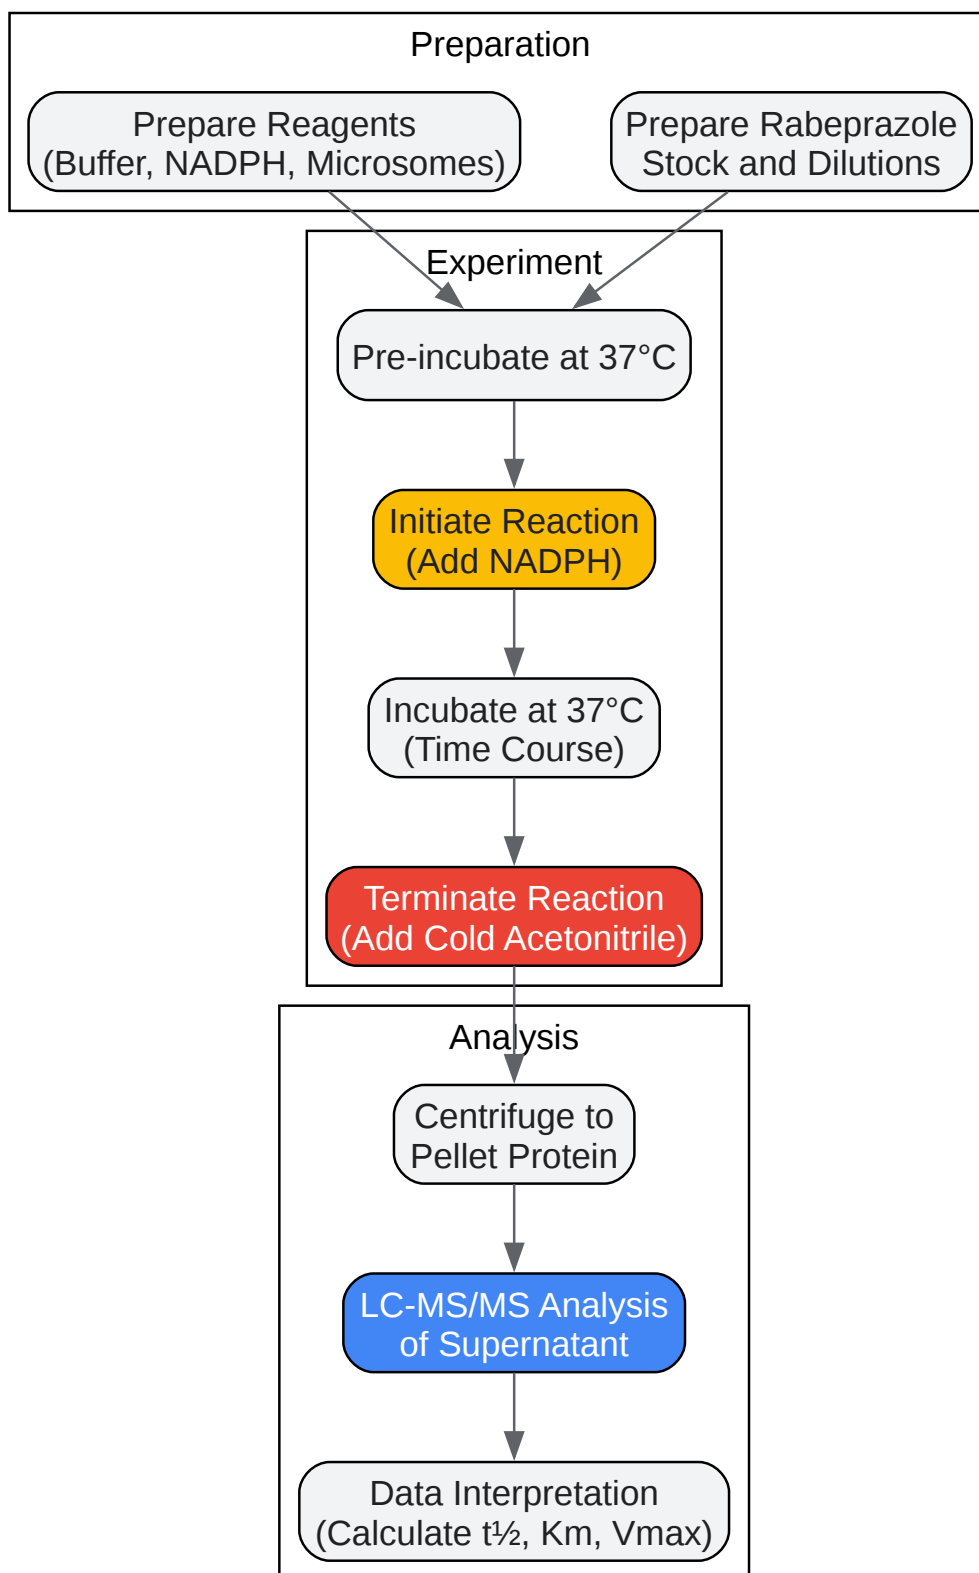 Preparation
Prepare Reagents
(Buffer, NADPH, Microsomes)
Prepare Rabeprazole
Stock and Dilutions
Experiment
Pre-incubate at 37°C
Initiate Reaction
(Add NADPH)
Incubate at 37°C
(Time Course)
Terminate Reaction
(Add Cold Acetonitrile)
Analysis
Centrifuge to
Pellet Protein
LC-MS/MS Analysis
of Supernatant
Data Interpretation
(Calculate t½, Km, Vmax)